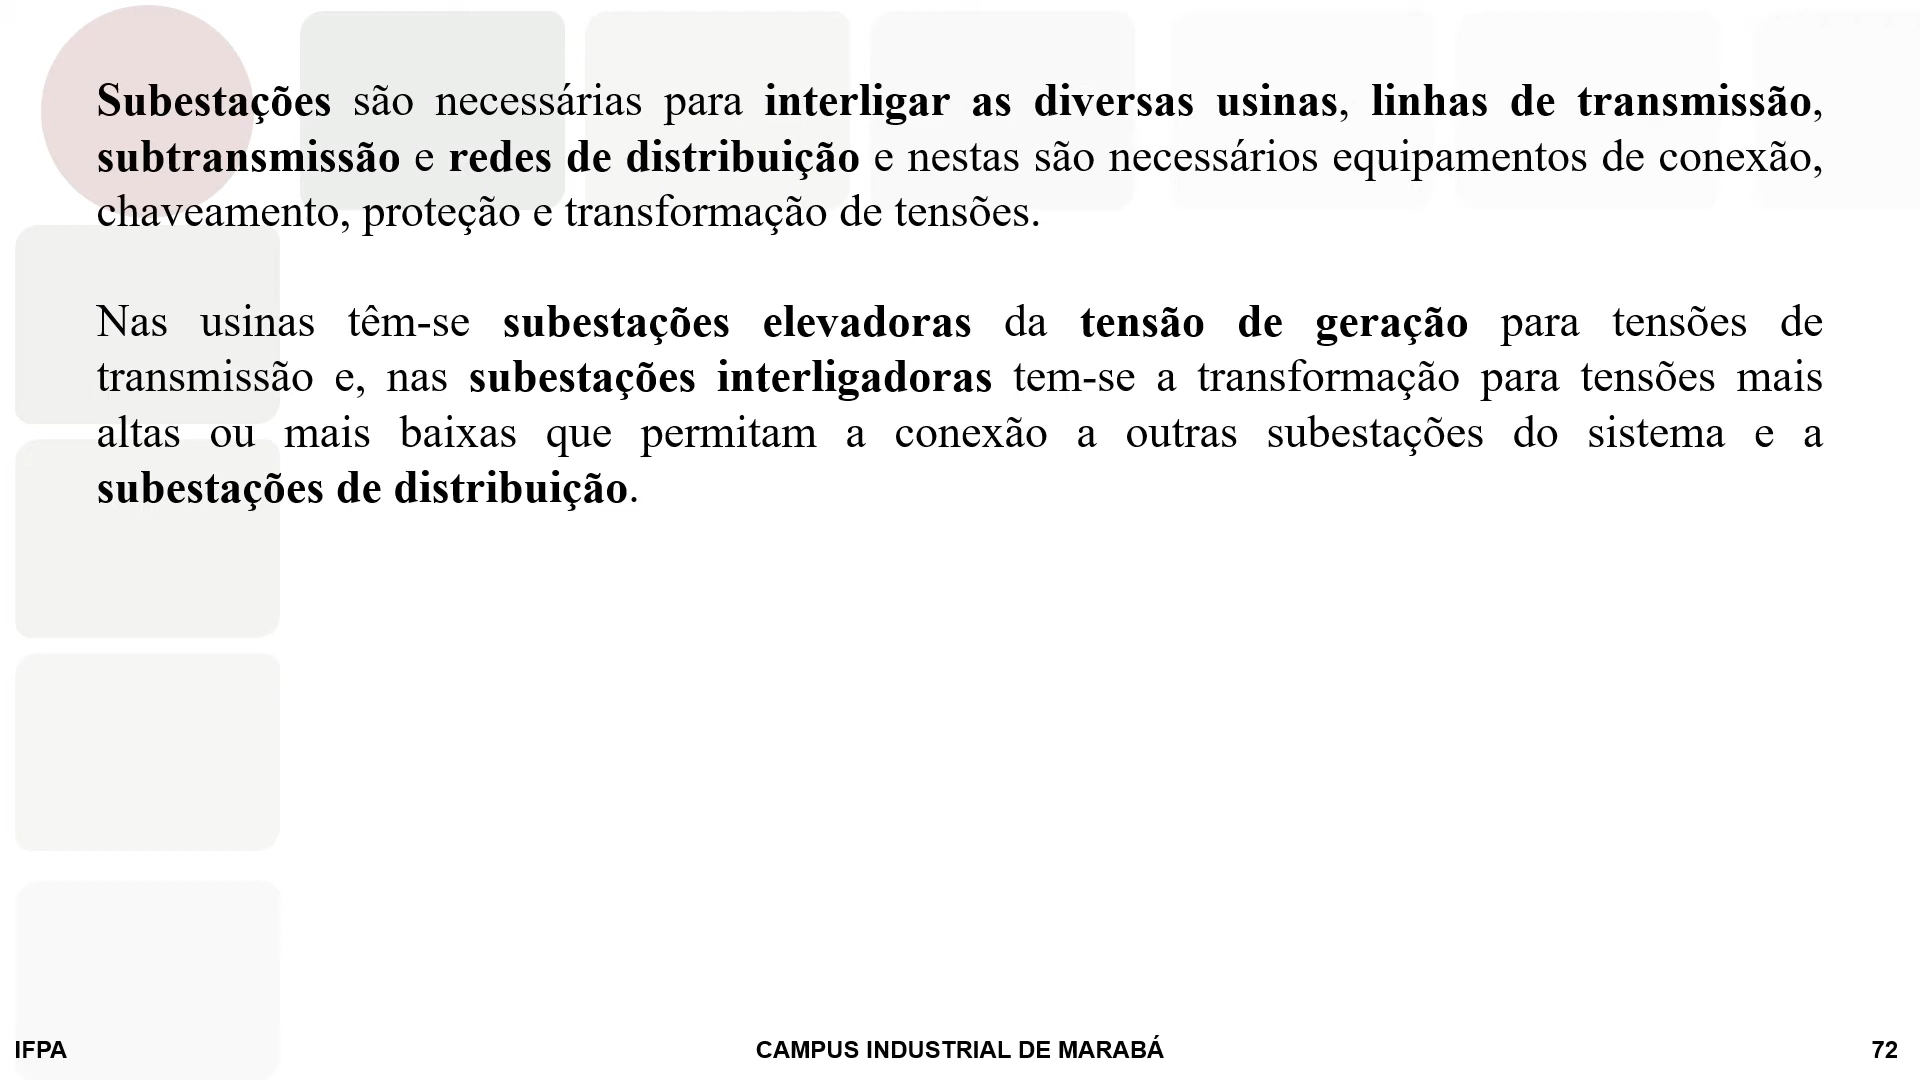 Subestações são necessárias para interligar as diversas usinas, linhas de transmissão,
subtransmissão e redes de distribuição e nestas são necessários equipamentos de conexão,
chaveamento, proteção e transformação de tensões.
Nas usinas têm-se subestações elevadoras da tensão de geração para tensões de
transmissão e, nas subestações interligadoras tem-se a transformação para tensões mais
altas ou mais baixas que permitam a conexão a outras subestações do sistema e a
subestações de distribuição.
IFPA
CAMPUS INDUSTRIAL DE MARABÁ
72